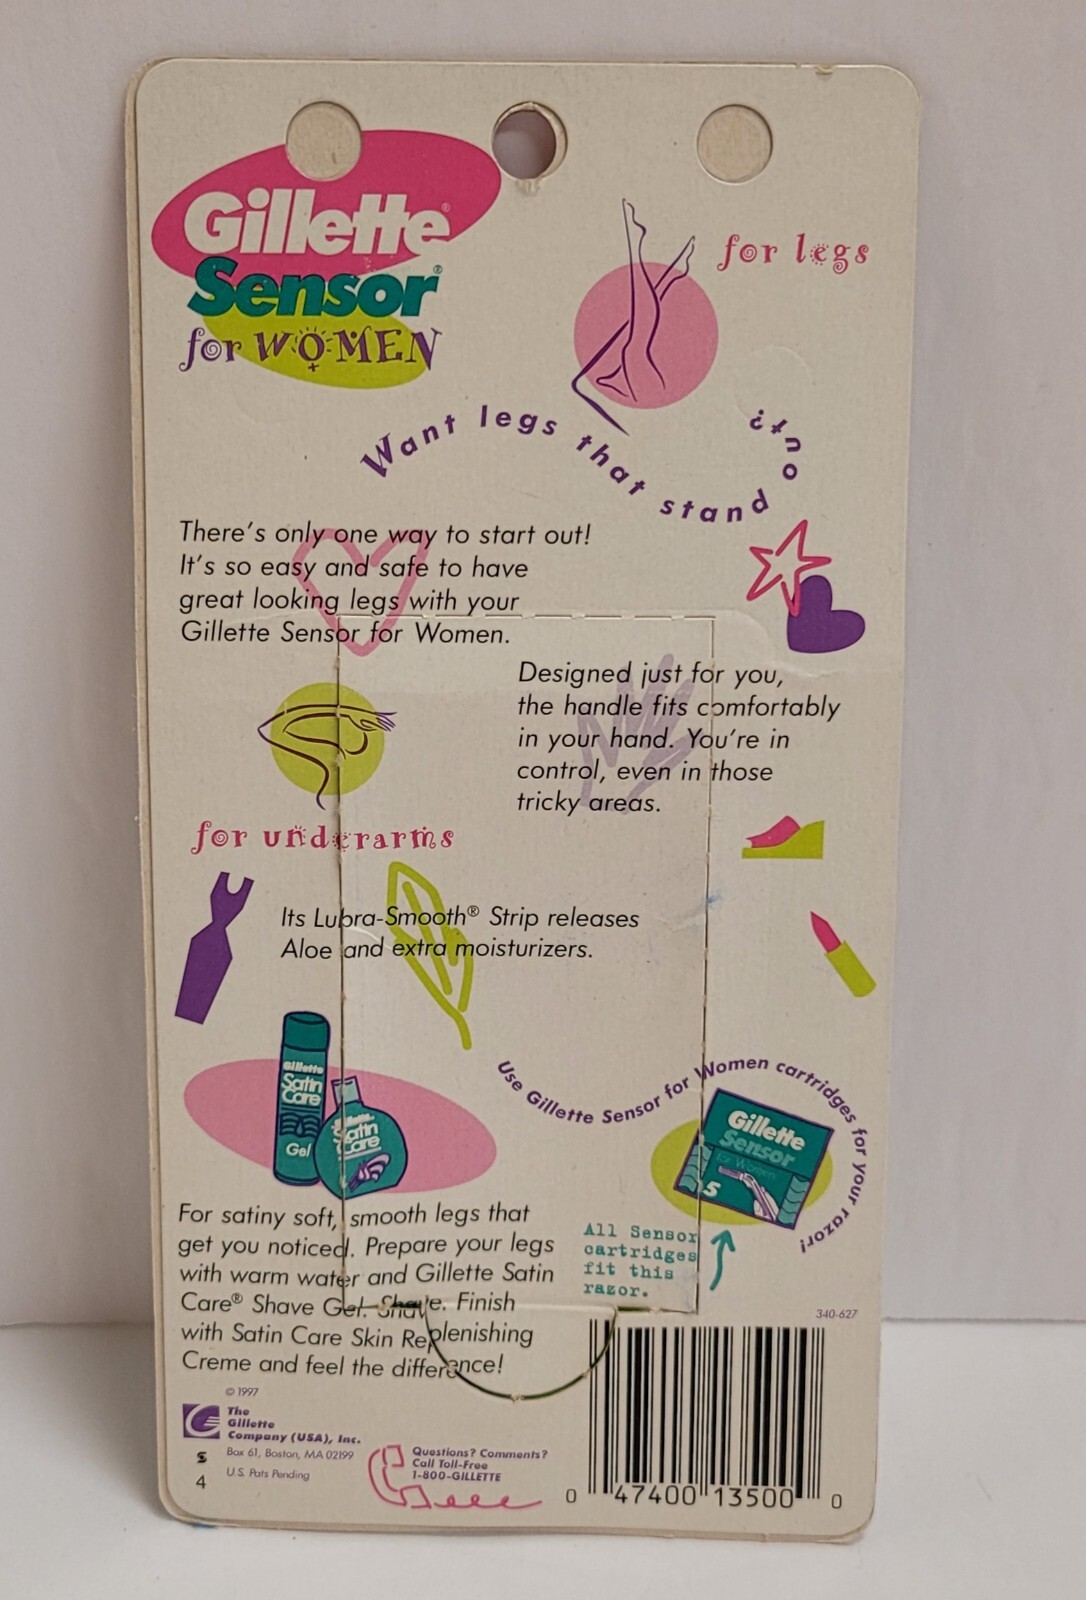 Gillette®
Sensor®
for WOMEN
for legs
Want legs that stand out?
There's only one way to start out!
It's so easy and safe to have
great looking legs with your
Gillette Sensor for Women.
Designed just for you,
the handle fits comfortably
in your hand. You're in
control, even in those
tricky areas.
for underarms
Its Lubra-Smooth® Strip releases
Aloe and extra moisturizers.
Gillette
Satin
Care
Gel
Gillette
Satin
Care
Use Gillette Sensor for Women cartridges for your razor!
Gillette
Sensor
for Women
5
All Sensor
cartridges
fit this
razor.
For satiny soft, smooth legs that
get you noticed. Prepare your legs
with warm water and Gillette Satin
Care® Shave Gel. Shave. Finish
with Satin Care Skin Replenishing
Creme and feel the difference!
340-627
© 1997
The
Gillette
Company (USA), Inc.
Box 61, Boston, MA 02199
U.S. Pats Pending
S
4
Questions? Comments?
Call Toll-Free
1-800-GILLETTE
0 47400 13500 0